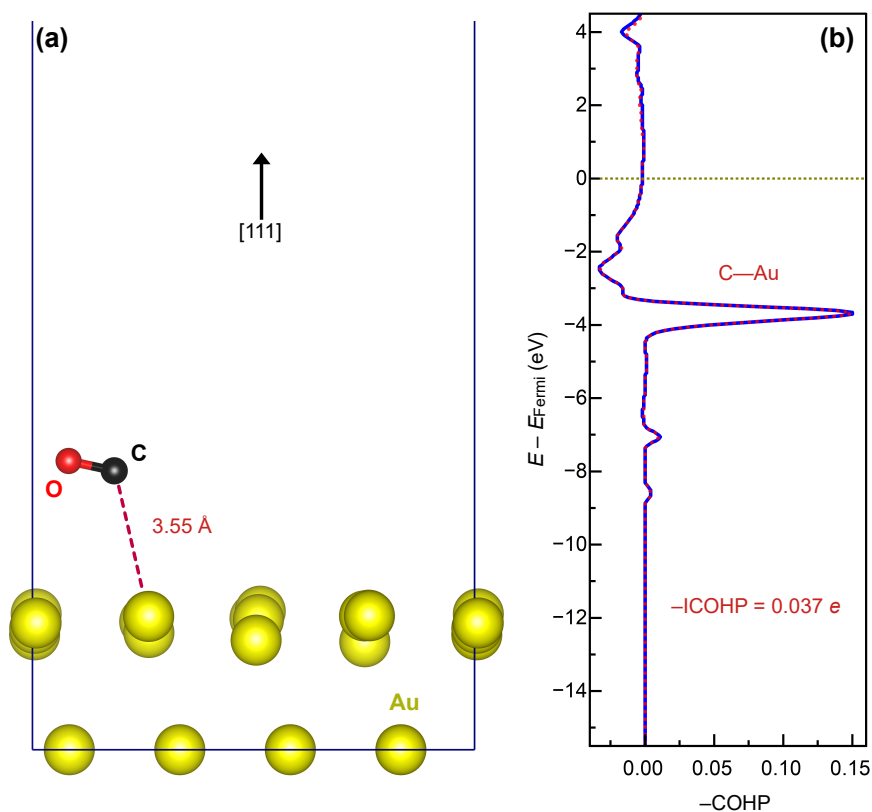 (a)
[111]
C
O
3.55 Å
Au
(b)
4
2
0
−2
−4
−6
−8
−10
−12
−14
E – EFermi (eV)
C—Au
–ICOHP = 0.037 e
0.00 0.05 0.10 0.15
–COHP